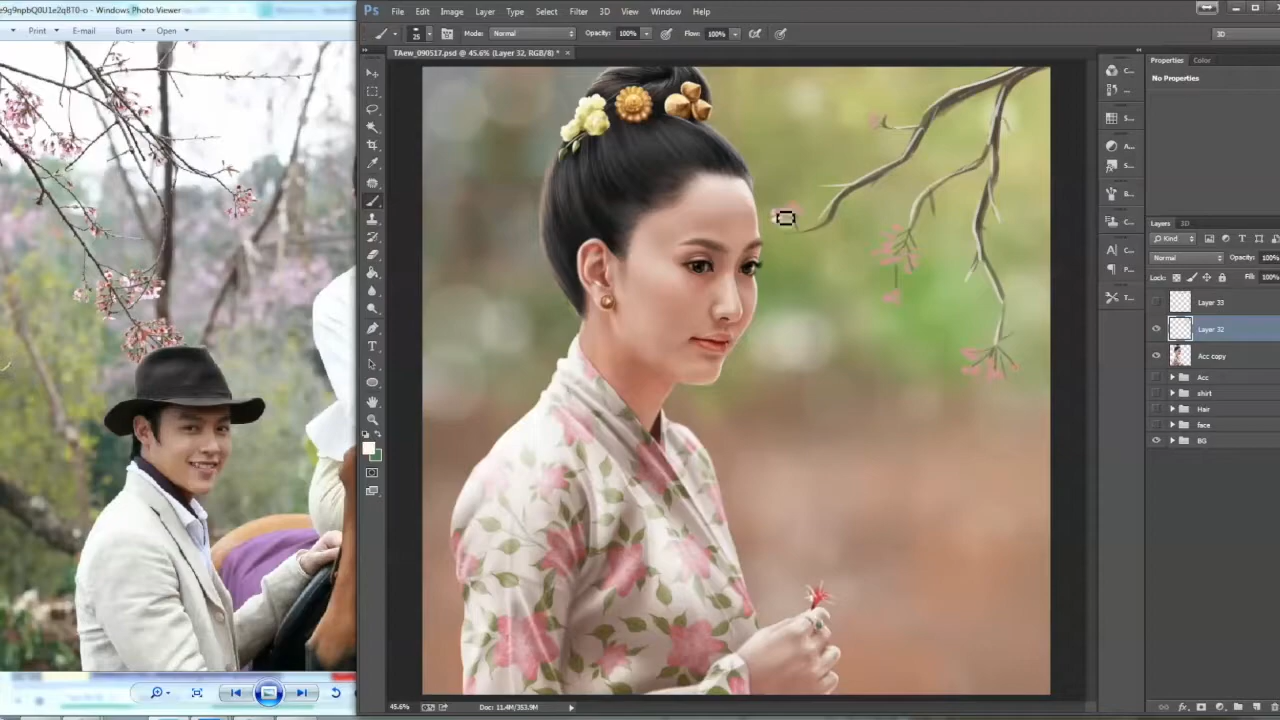 e9g9npbQ0U1e2qBT0-o - Windows Photo Viewer
Print E-mail Burn Open
Ps File Edit Image Layer Type Select Filter 3D View Window Help
25 Mode: Normal Opacity: 100% Flow: 100% 3D
TAew_090517.psd @ 45.6% (Layer 32, RGB/8) * ×
Properties Color
No Properties
C...
...
S...
A...
S...
B...
C...
C...
P...
T...
Layers 3D
Kind
Normal Opacity: 100%
Lock: Fill: 100%
Layer 33
Layer 32
Acc copy
Acc
shirt
Hair
face
BG
45.6% Doc: 11.4M/353.9M